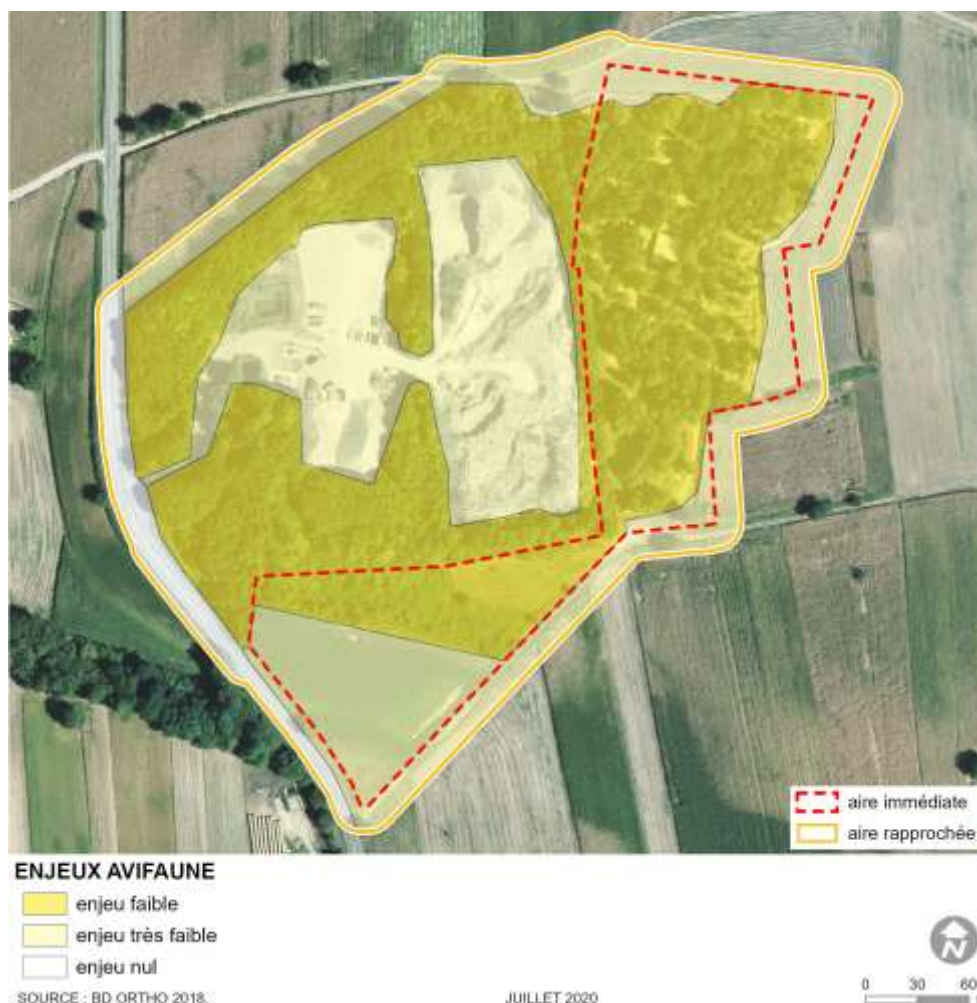 aire immédiate
aire rapprochée
ENJEUX AVIFAUNE
enjeu faible
enjeu très faible
enjeu nul
N
SOURCE : BD ORTHO 2018.
JUILLET 2020
0 30 60